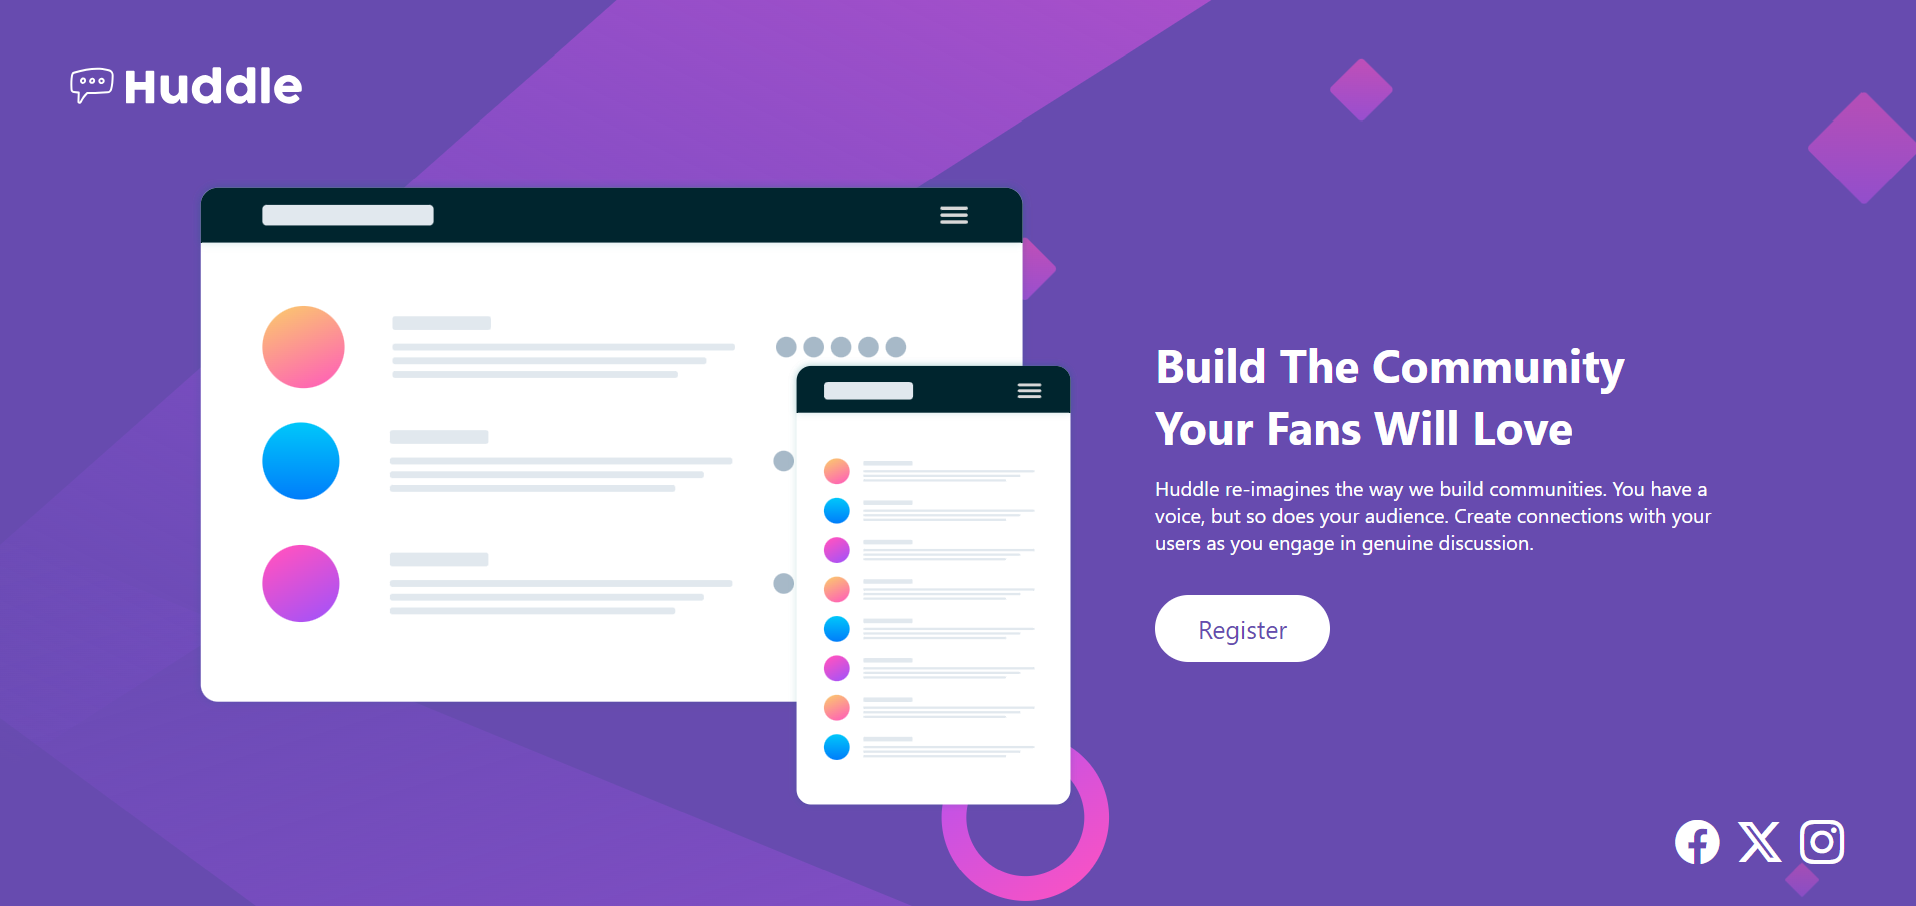 Huddle
Build The Community
Your Fans Will Love
Huddle re-imagines the way we build communities. You have a
voice, but so does your audience. Create connections with your
users as you engage in genuine discussion.
Register